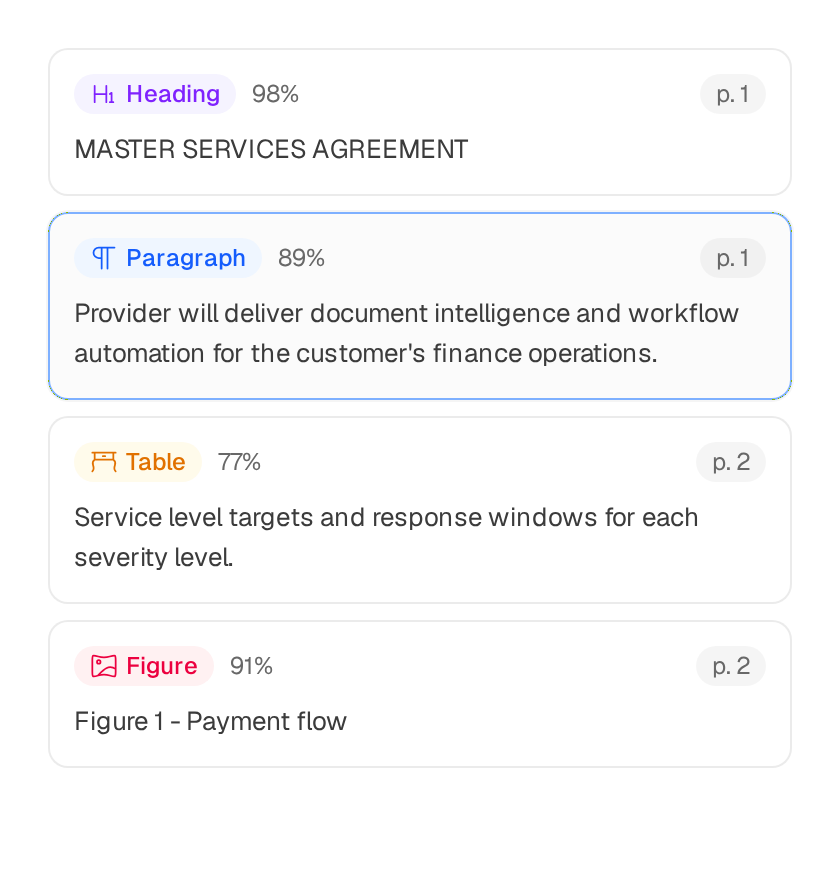 H1 Heading 98% p. 1
MASTER SERVICES AGREEMENT
Paragraph 89% p. 1
Provider will deliver document intelligence and workflow
automation for the customer's finance operations.
Table 77% p. 2
Service level targets and response windows for each
severity level.
Figure 91% p. 2
Figure 1 - Payment flow